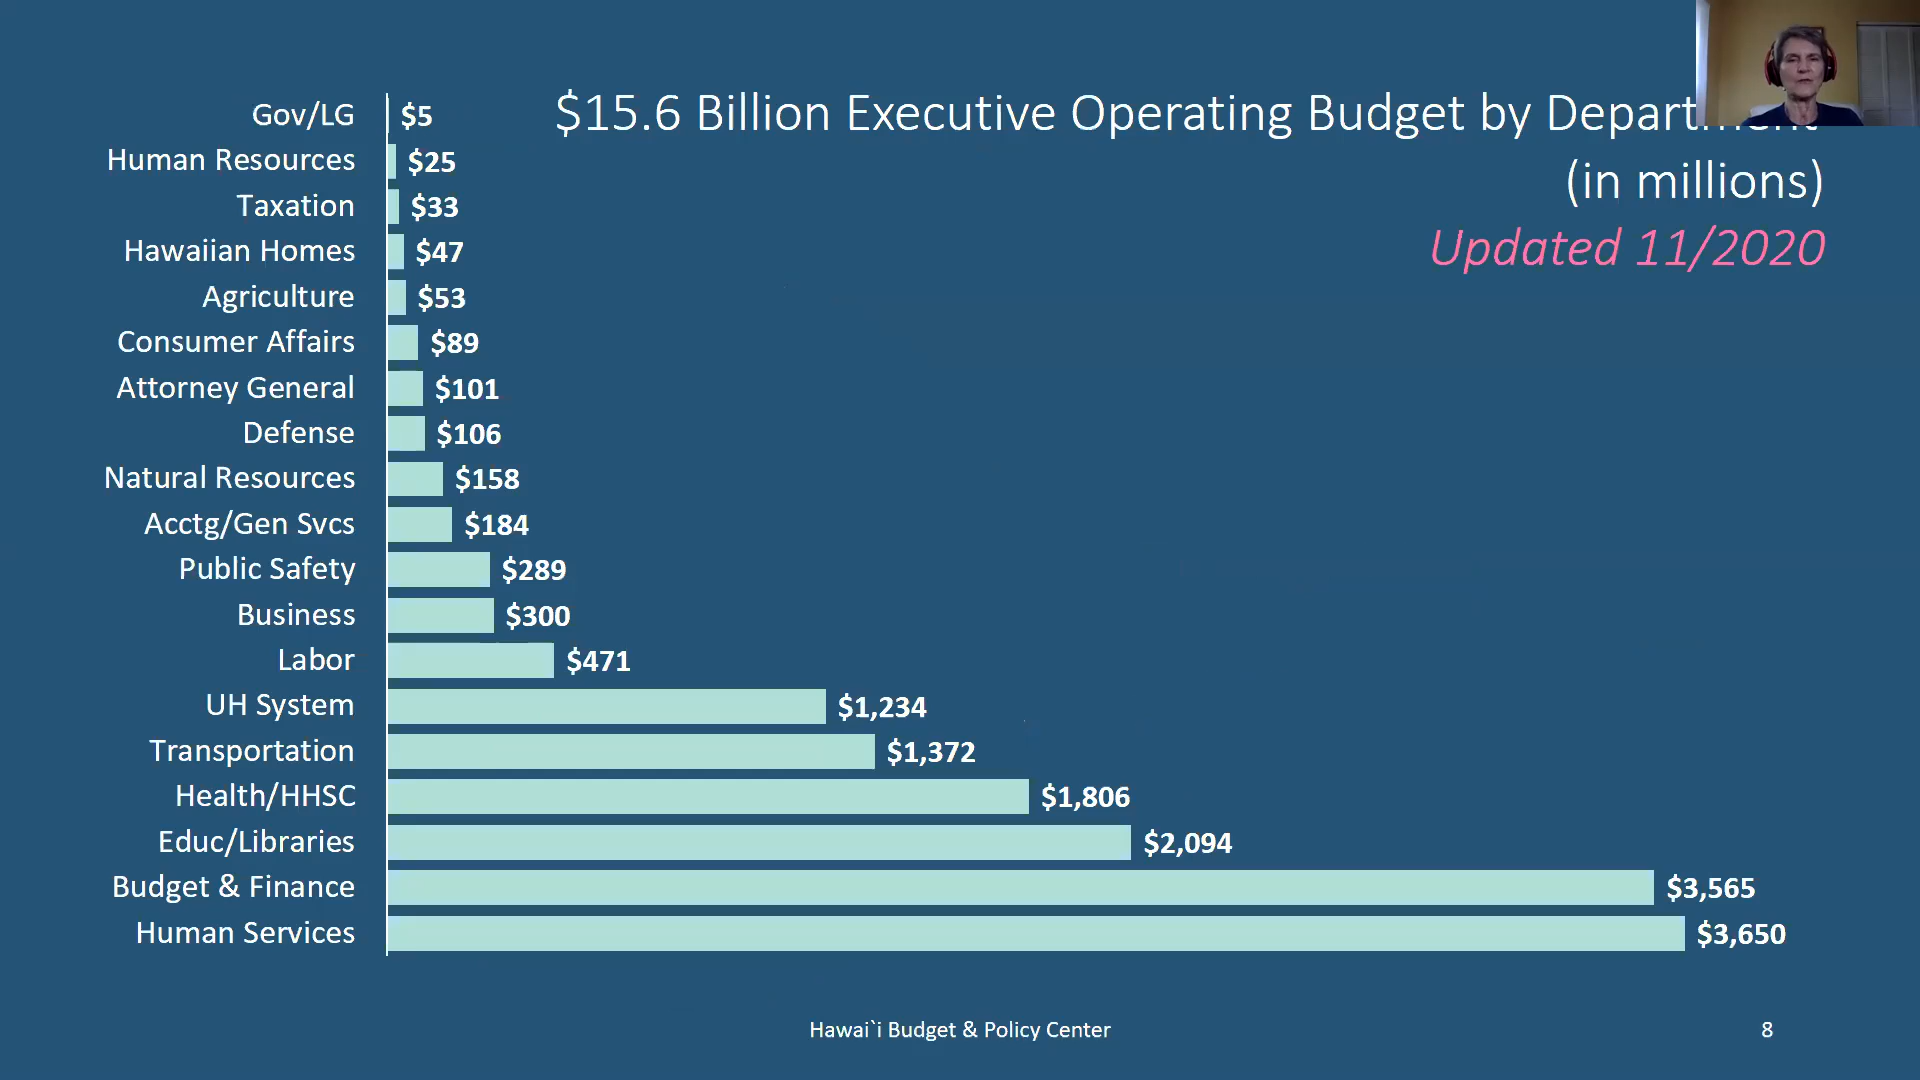 $15.6 Billion Executive Operating Budget by Department
(in millions)
Updated 11/2020
Gov/LG $5
Human Resources $25
Taxation $33
Hawaiian Homes $47
Agriculture $53
Consumer Affairs $89
Attorney General $101
Defense $106
Natural Resources $158
Acctg/Gen Svcs $184
Public Safety $289
Business $300
Labor $471
UH System $1,234
Transportation $1,372
Health/HHSC $1,806
Educ/Libraries $2,094
Budget & Finance $3,565
Human Services $3,650
Hawai`i Budget & Policy Center
8